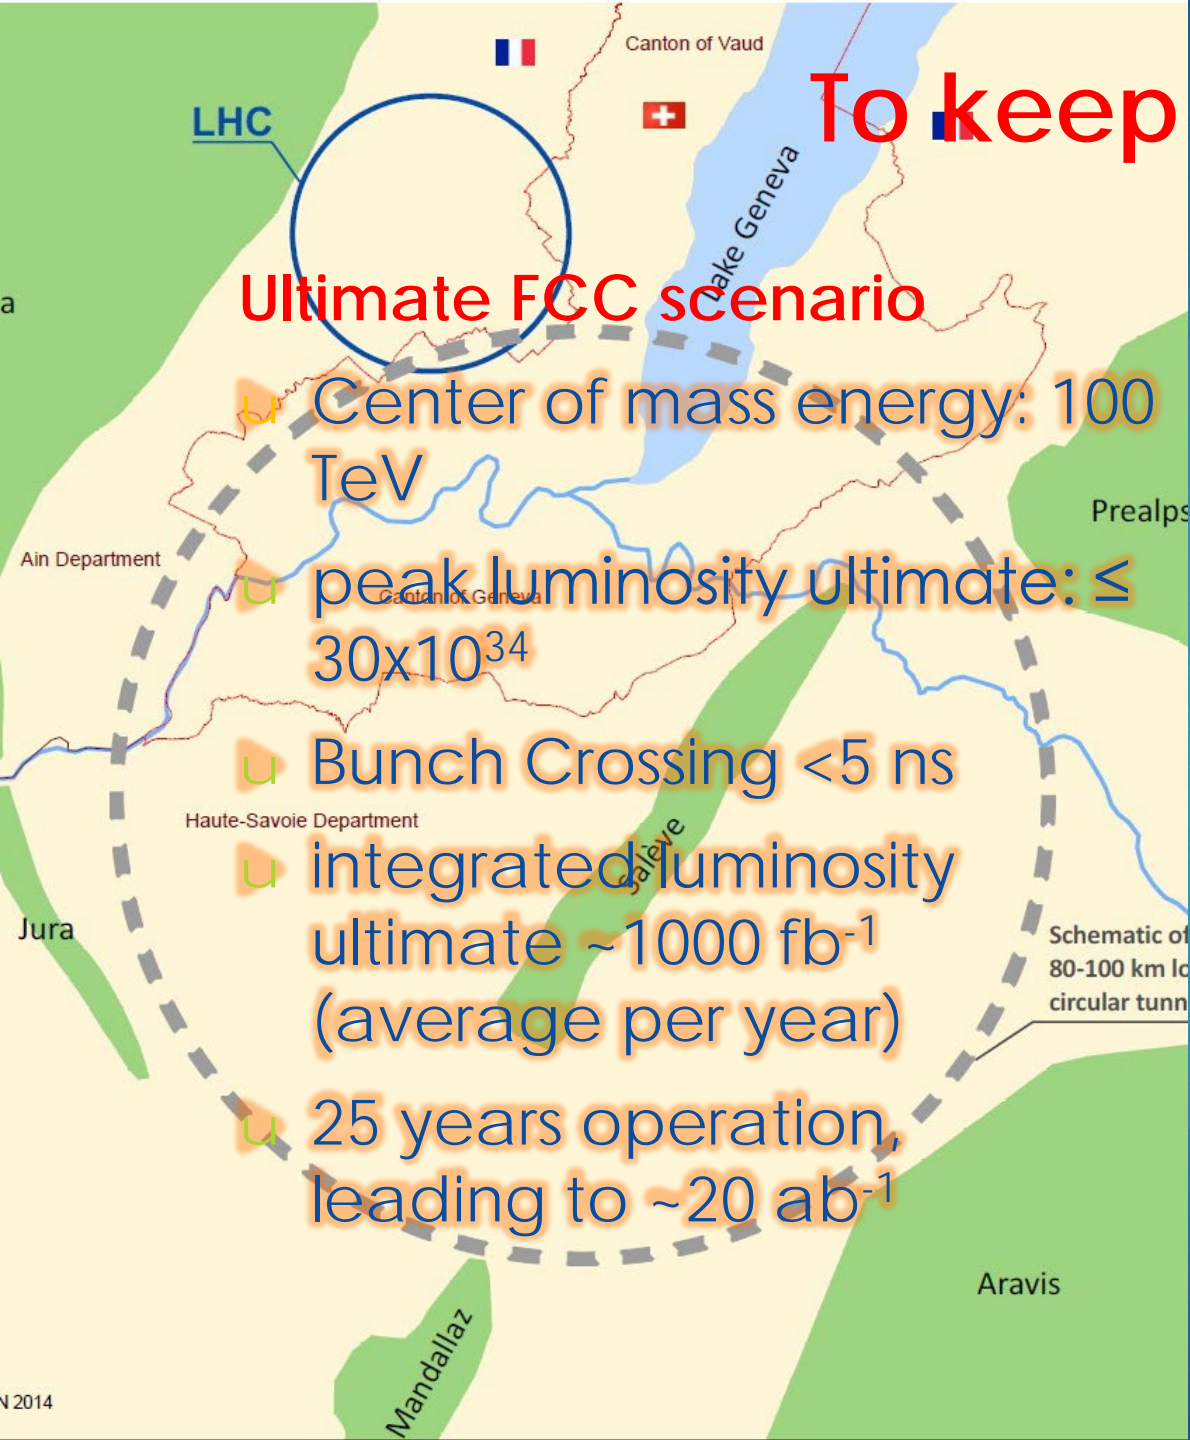 Canton of Vaud
To keep
LHC
Lake Geneva
a
Ultimate FCC scenario
u Center of mass energy: 100
TeV
Prealps
Ain Department
u peak luminosity ultimate: ≤
Canton of Geneva
30x10³⁴
u Bunch Crossing <5 ns
Haute-Savoie Department
u integrated luminosity
Salève
ultimate ~1000 fb⁻¹
Jura
Schematic of
80-100 km lo
circular tunn
(average per year)
u 25 years operation,
leading to ~20 ab⁻¹
Aravis
Mandallaz
N 2014